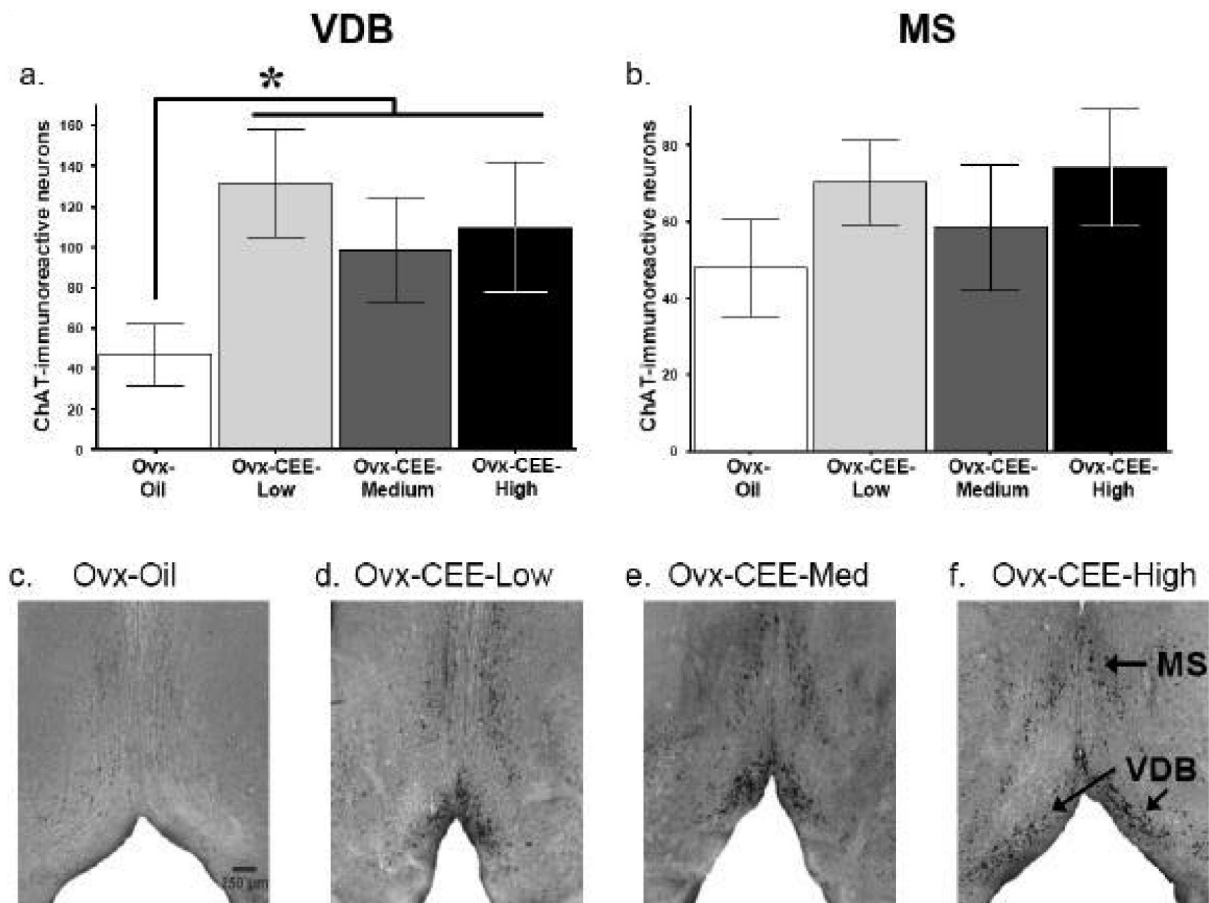 VDB
MS
a.
*
b.
ChAT-immunoreactive neurons
160
140
120
100
80
60
40
20
0
Ovx-Oil
Ovx-CEE-Low
Ovx-CEE-Medium
Ovx-CEE-High
ChAT-immunoreactive neurons
80
60
40
20
0
Ovx-Oil
Ovx-CEE-Low
Ovx-CEE-Medium
Ovx-CEE-High
c. Ovx-Oil
d. Ovx-CEE-Low
e. Ovx-CEE-Med
f. Ovx-CEE-High
MS
VDB
250 µm